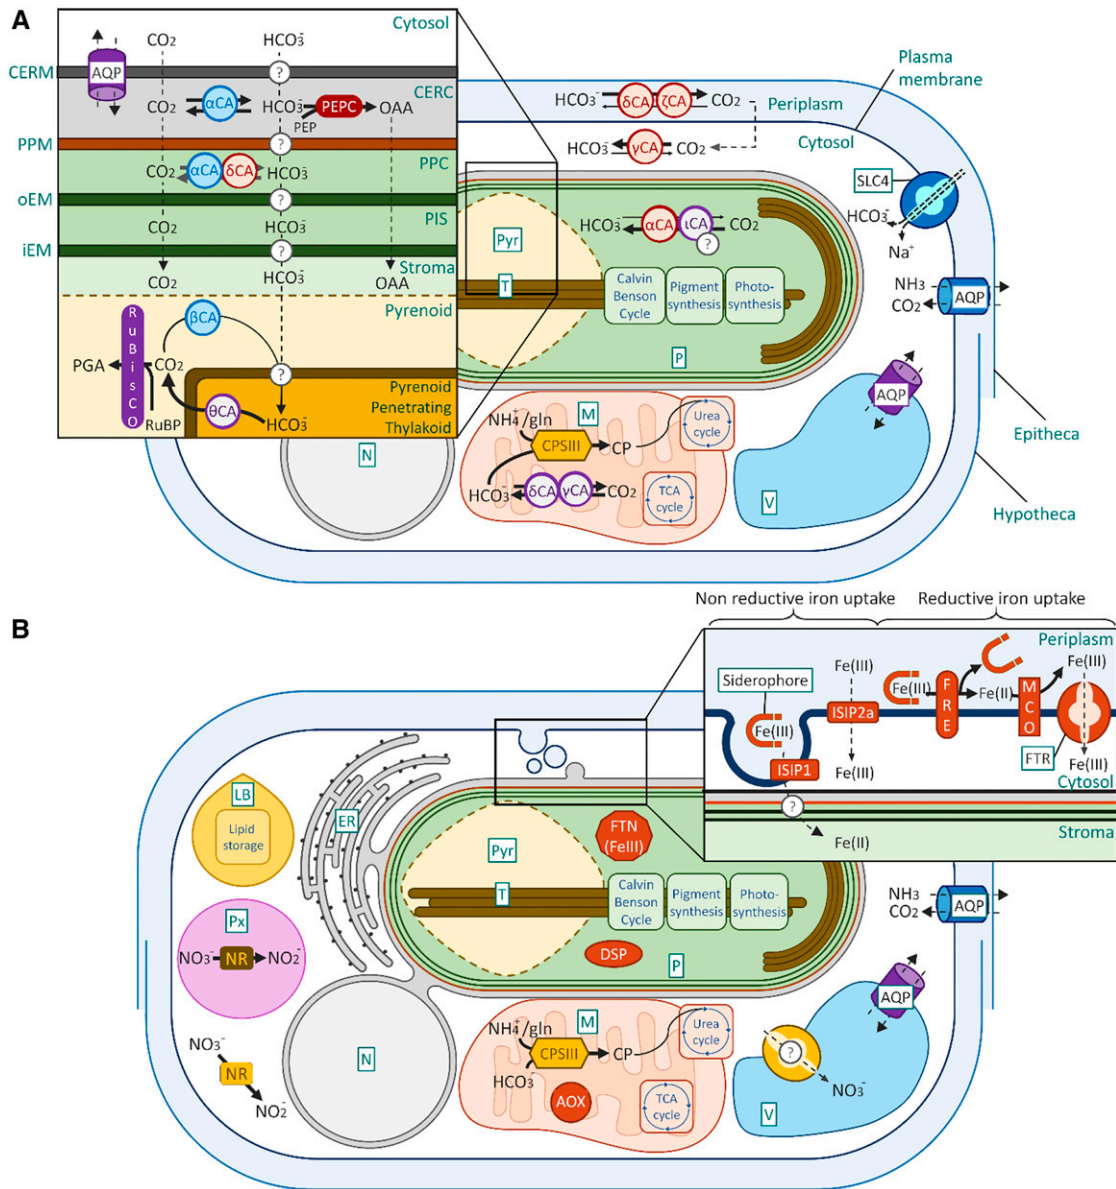 A
Cytosol
CO₂
HCO₃⁻
AQP
?
CERM
CERC
CO₂
αCA
HCO₃⁻
PEPC
OAA
PEP
PPM
?
PPC
CO₂
αCA
δCA
HCO₃⁻
oEM
?
PIS
CO₂
HCO₃⁻
iEM
?
Stroma
CO₂
HCO₃⁻
OAA
Pyrenoid
RuBisCO
βCA
PGA
CO₂
?
Pyrenoid
Penetrating
Thylakoid
θCA
HCO₃⁻
RuBP
Plasma
membrane
HCO₃⁻
δCA
ζCA
CO₂
Periplasm
Cytosol
HCO₃⁻
γCA
CO₂
SLC4
HCO₃⁻
Na⁺
HCO₃⁻
αCA
ιCA
CO₂
?
Pyr
T
Calvin
Benson
Cycle
Pigment
synthesis
Photo-
synthesis
P
NH₃
CO₂
AQP
AQP
V
Epitheca
Hypotheca
N
M
NH₄⁺/gln
CPSIII
CP
Urea
cycle
HCO₃⁻
δCA
γCA
CO₂
TCA
cycle
B
Non reductive iron uptake
Reductive iron uptake
Periplasm
Siderophore
Fe(III)
ISIP1
Fe(III)
ISIP2a
Fe(III)
Fe(III)
FRE
Fe(II)
MCO
Fe(III)
FTR
Fe(III)
Cytosol
?
Stroma
Fe(II)
LB
Lipid
storage
ER
Px
NO₃⁻
NR
NO₂⁻
NO₃⁻
NR
NO₂⁻
N
Pyr
T
FTN
(FeIII)
Calvin
Benson
Cycle
Pigment
synthesis
Photo-
synthesis
DSP
P
NH₃
CO₂
AQP
AQP
?
NO₃⁻
V
M
NH₄⁺/gln
CPSIII
CP
Urea
cycle
HCO₃⁻
AOX
TCA
cycle